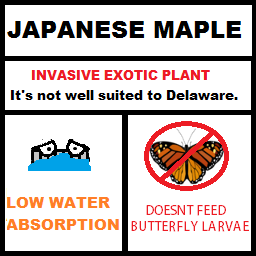 JAPANESE MAPLE
INVASIVE EXOTIC PLANT
It's not well suited to Delaware.
LOW WATER
ABSORPTION
DOESNT FEED
BUTTERFLY LARVAE